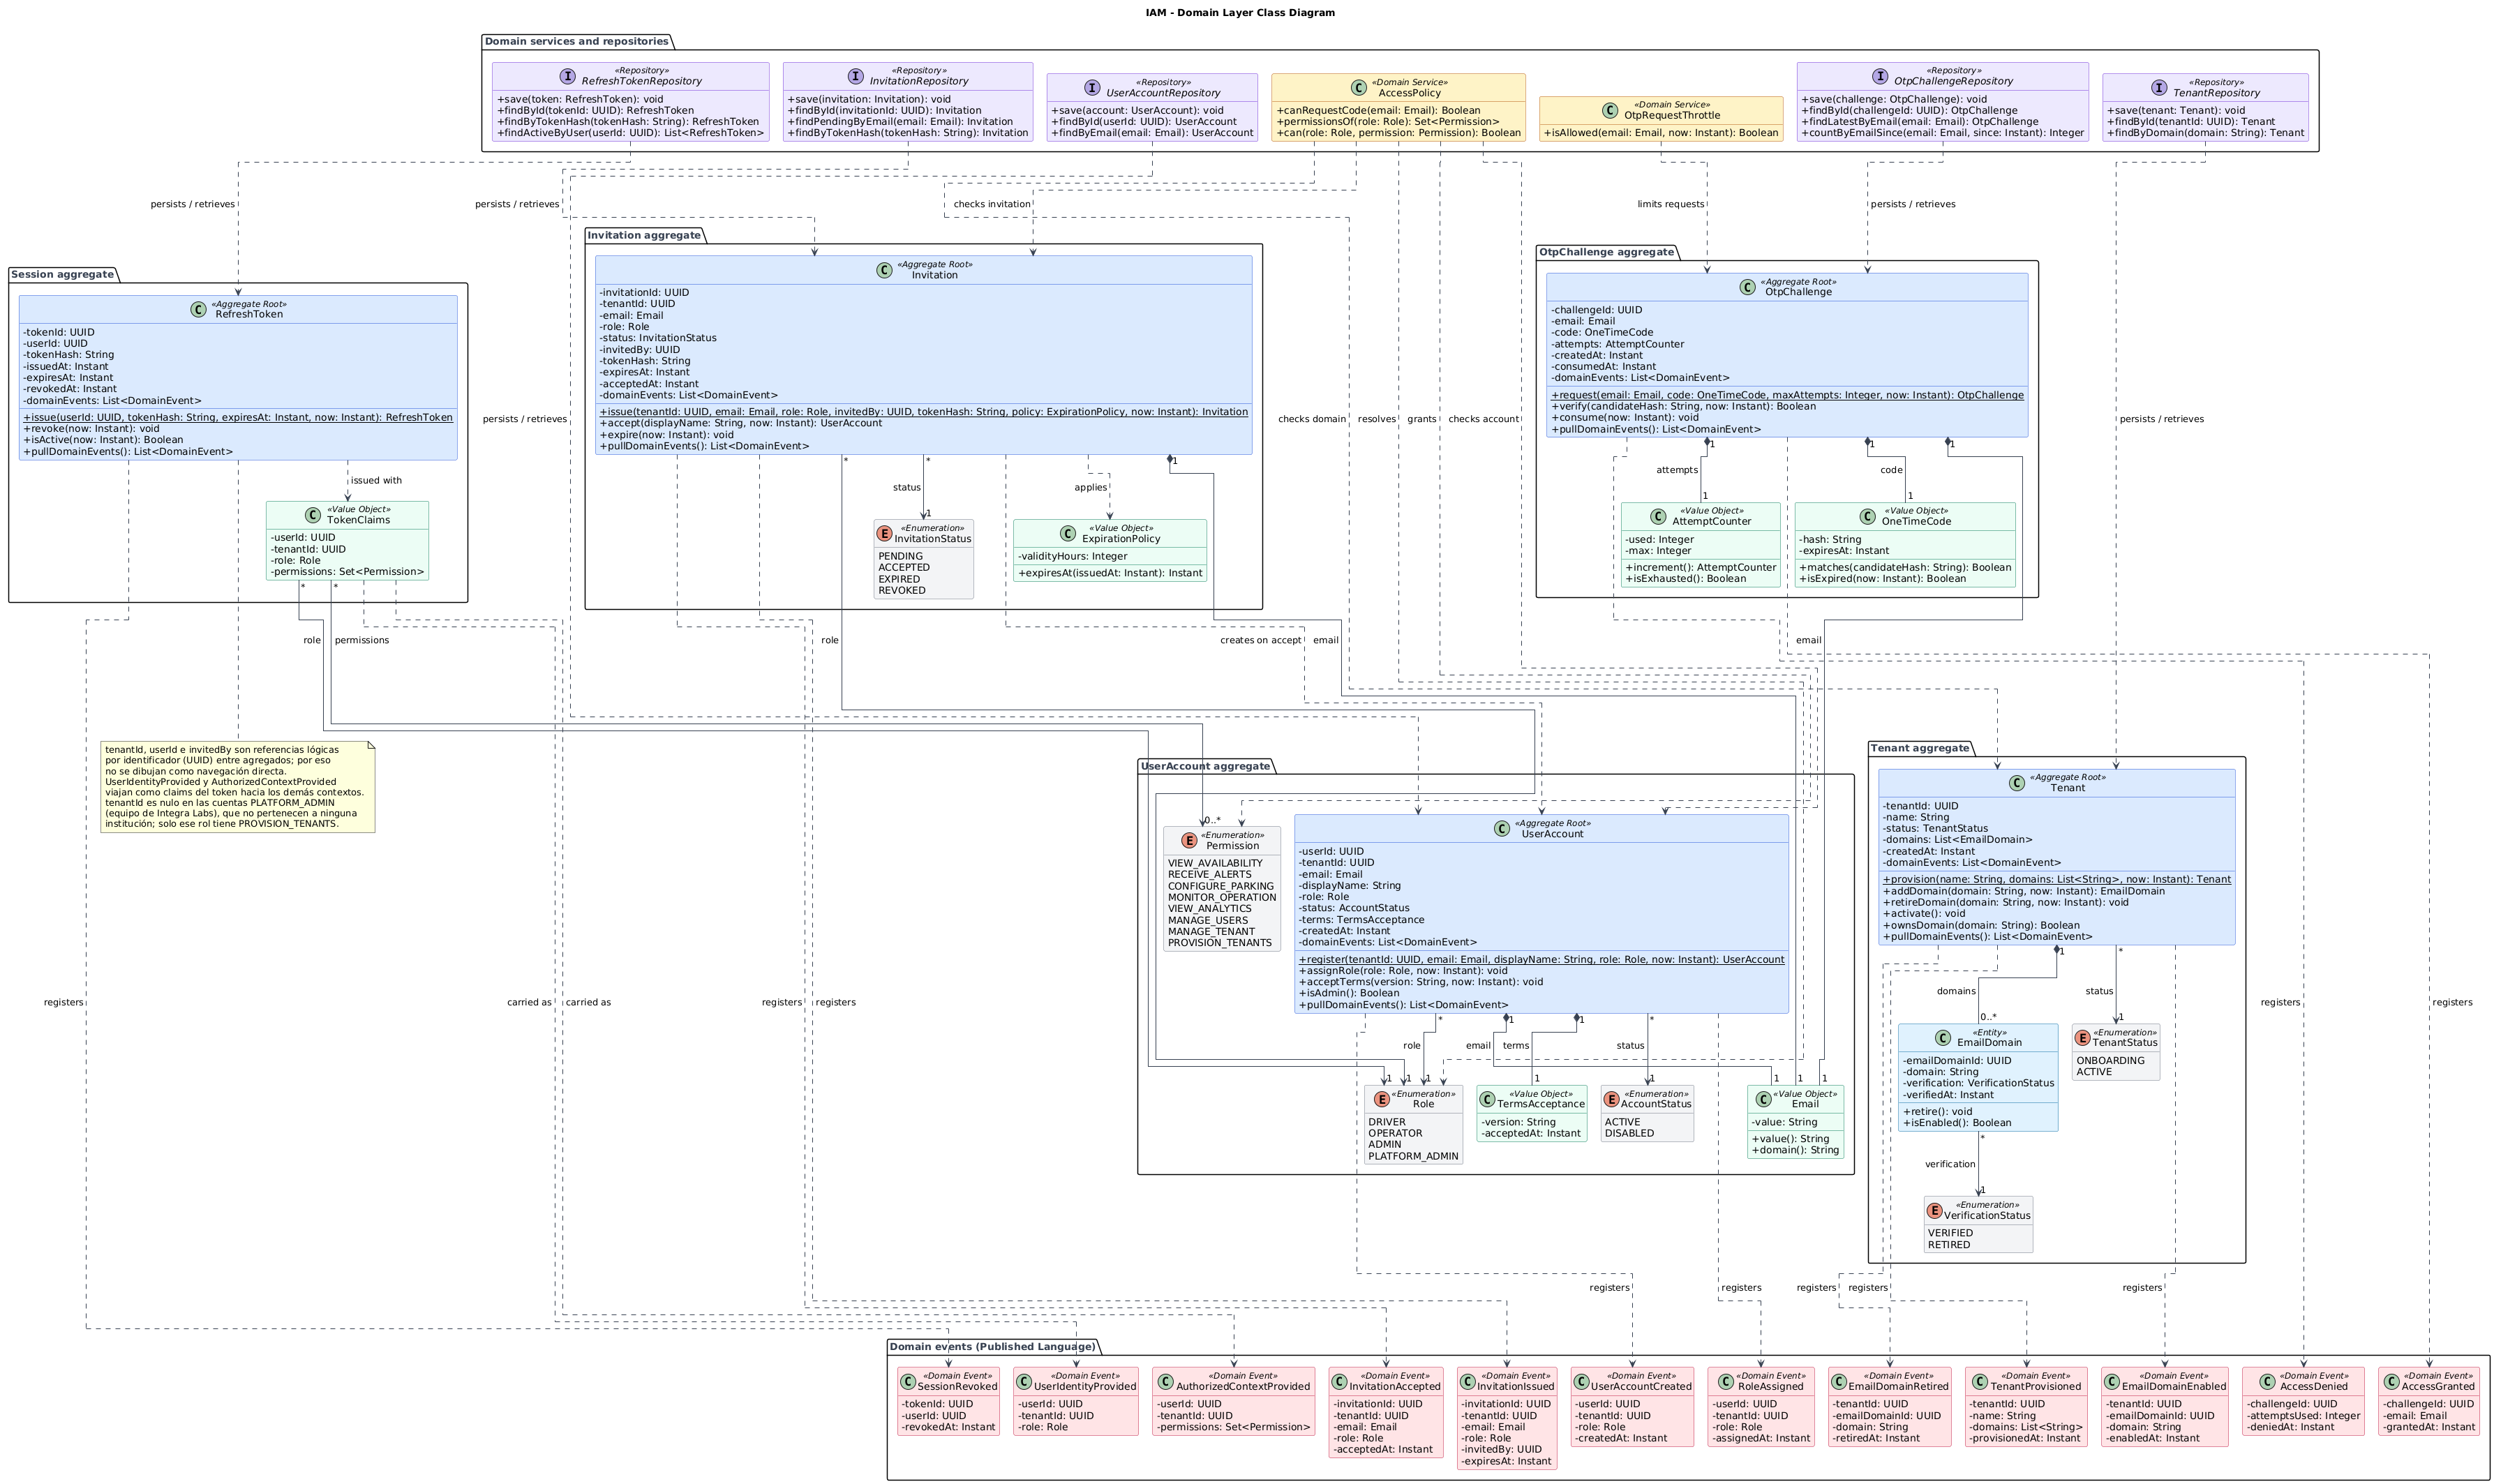 IAM - Domain Layer Class Diagram
Domain services and repositories
«Repository»
RefreshTokenRepository
+save(token: RefreshToken): void
+findById(tokenId: UUID): RefreshToken
+findByTokenHash(tokenHash: String): RefreshToken
+findActiveByUser(userId: UUID): List<RefreshToken>
«Repository»
InvitationRepository
+save(invitation: Invitation): void
+findById(invitationId: UUID): Invitation
+findPendingByEmail(email: Email): Invitation
+findByTokenHash(tokenHash: String): Invitation
«Repository»
UserAccountRepository
+save(account: UserAccount): void
+findById(userId: UUID): UserAccount
+findByEmail(email: Email): UserAccount
«Domain Service»
AccessPolicy
+canRequestCode(email: Email): Boolean
+permissionsOf(role: Role): Set<Permission>
+can(role: Role, permission: Permission): Boolean
«Domain Service»
OtpRequestThrottle
+isAllowed(email: Email, now: Instant): Boolean
«Repository»
OtpChallengeRepository
+save(challenge: OtpChallenge): void
+findById(challengeId: UUID): OtpChallenge
+findLatestByEmail(email: Email): OtpChallenge
+countByEmailSince(email: Email, since: Instant): Integer
«Repository»
TenantRepository
+save(tenant: Tenant): void
+findById(tenantId: UUID): Tenant
+findByDomain(domain: String): Tenant
persists / retrieves
persists / retrieves
checks invitation
limits requests
persists / retrieves
Session aggregate
«Aggregate Root»
RefreshToken
-tokenId: UUID
-userId: UUID
-tokenHash: String
-issuedAt: Instant
-expiresAt: Instant
-revokedAt: Instant
-domainEvents: List<DomainEvent>
+issue(userId: UUID, tokenHash: String, expiresAt: Instant, now: Instant): RefreshToken
+revoke(now: Instant): void
+isActive(now: Instant): Boolean
+pullDomainEvents(): List<DomainEvent>
issued with
«Value Object»
TokenClaims
-userId: UUID
-tenantId: UUID
-role: Role
-permissions: Set<Permission>
Invitation aggregate
«Aggregate Root»
Invitation
-invitationId: UUID
-tenantId: UUID
-email: Email
-role: Role
-status: InvitationStatus
-invitedBy: UUID
-tokenHash: String
-expiresAt: Instant
-acceptedAt: Instant
-domainEvents: List<DomainEvent>
+issue(tenantId: UUID, email: Email, role: Role, invitedBy: UUID, tokenHash: String, policy: ExpirationPolicy, now: Instant): Invitation
+accept(displayName: String, now: Instant): UserAccount
+expire(now: Instant): void
+pullDomainEvents(): List<DomainEvent>
*
*
1
status
applies
1
«Enumeration»
InvitationStatus
PENDING
ACCEPTED
EXPIRED
REVOKED
«Value Object»
ExpirationPolicy
-validityHours: Integer
+expiresAt(issuedAt: Instant): Instant
persists / retrieves
checks domain
resolves
grants
checks account
persists / retrieves
OtpChallenge aggregate
«Aggregate Root»
OtpChallenge
-challengeId: UUID
-email: Email
-code: OneTimeCode
-attempts: AttemptCounter
-createdAt: Instant
-consumedAt: Instant
-domainEvents: List<DomainEvent>
+request(email: Email, code: OneTimeCode, maxAttempts: Integer, now: Instant): OtpChallenge
+verify(candidateHash: String, now: Instant): Boolean
+consume(now: Instant): void
+pullDomainEvents(): List<DomainEvent>
1
1
1
attempts
code
1
1
«Value Object»
AttemptCounter
-used: Integer
-max: Integer
+increment(): AttemptCounter
+isExhausted(): Boolean
«Value Object»
OneTimeCode
-hash: String
-expiresAt: Instant
+matches(candidateHash: String): Boolean
+isExpired(now: Instant): Boolean
*
*
role
permissions
role
creates on accept
email
email
tenantId, userId e invitedBy son referencias lógicas
por identificador (UUID) entre agregados; por eso
no se dibujan como navegación directa.
UserIdentityProvided y AuthorizedContextProvided
viajan como claims del token hacia los demás contextos.
tenantId es nulo en las cuentas PLATFORM_ADMIN
(equipo de Integra Labs), que no pertenecen a ninguna
institución; solo ese rol tiene PROVISION_TENANTS.
UserAccount aggregate
0..*
«Enumeration»
Permission
VIEW_AVAILABILITY
RECEIVE_ALERTS
CONFIGURE_PARKING
MONITOR_OPERATION
VIEW_ANALYTICS
MANAGE_USERS
MANAGE_TENANT
PROVISION_TENANTS
«Aggregate Root»
UserAccount
-userId: UUID
-tenantId: UUID
-email: Email
-displayName: String
-role: Role
-status: AccountStatus
-terms: TermsAcceptance
-createdAt: Instant
-domainEvents: List<DomainEvent>
+register(tenantId: UUID, email: Email, displayName: String, role: Role, now: Instant): UserAccount
+assignRole(role: Role, now: Instant): void
+acceptTerms(version: String, now: Instant): void
+isAdmin(): Boolean
+pullDomainEvents(): List<DomainEvent>
*
1
1
*
role
email
terms
status
1
1
1
1
1
1
1
1
«Enumeration»
Role
DRIVER
OPERATOR
ADMIN
PLATFORM_ADMIN
«Value Object»
TermsAcceptance
-version: String
-acceptedAt: Instant
«Enumeration»
AccountStatus
ACTIVE
DISABLED
«Value Object»
Email
-value: String
+value(): String
+domain(): String
Tenant aggregate
«Aggregate Root»
Tenant
-tenantId: UUID
-name: String
-status: TenantStatus
-domains: List<EmailDomain>
-createdAt: Instant
-domainEvents: List<DomainEvent>
+provision(name: String, domains: List<String>, now: Instant): Tenant
+addDomain(domain: String, now: Instant): EmailDomain
+retireDomain(domain: String, now: Instant): void
+activate(): void
+ownsDomain(domain: String): Boolean
+pullDomainEvents(): List<DomainEvent>
1
*
domains
status
0..*
1
«Entity»
EmailDomain
-emailDomainId: UUID
-domain: String
-verification: VerificationStatus
-verifiedAt: Instant
+retire(): void
+isEnabled(): Boolean
«Enumeration»
TenantStatus
ONBOARDING
ACTIVE
*
verification
1
«Enumeration»
VerificationStatus
VERIFIED
RETIRED
registers
carried as
carried as
registers
registers
registers
registers
registers
registers
registers
registers
registers
Domain events (Published Language)
«Domain Event»
SessionRevoked
-tokenId: UUID
-userId: UUID
-revokedAt: Instant
«Domain Event»
UserIdentityProvided
-userId: UUID
-tenantId: UUID
-role: Role
«Domain Event»
AuthorizedContextProvided
-userId: UUID
-tenantId: UUID
-permissions: Set<Permission>
«Domain Event»
InvitationAccepted
-invitationId: UUID
-tenantId: UUID
-email: Email
-role: Role
-acceptedAt: Instant
«Domain Event»
InvitationIssued
-invitationId: UUID
-tenantId: UUID
-email: Email
-role: Role
-invitedBy: UUID
-expiresAt: Instant
«Domain Event»
UserAccountCreated
-userId: UUID
-tenantId: UUID
-role: Role
-createdAt: Instant
«Domain Event»
RoleAssigned
-userId: UUID
-tenantId: UUID
-role: Role
-assignedAt: Instant
«Domain Event»
EmailDomainRetired
-tenantId: UUID
-emailDomainId: UUID
-domain: String
-retiredAt: Instant
«Domain Event»
TenantProvisioned
-tenantId: UUID
-name: String
-domains: List<String>
-provisionedAt: Instant
«Domain Event»
EmailDomainEnabled
-tenantId: UUID
-emailDomainId: UUID
-domain: String
-enabledAt: Instant
«Domain Event»
AccessDenied
-challengeId: UUID
-attemptsUsed: Integer
-deniedAt: Instant
«Domain Event»
AccessGranted
-challengeId: UUID
-email: Email
-grantedAt: Instant